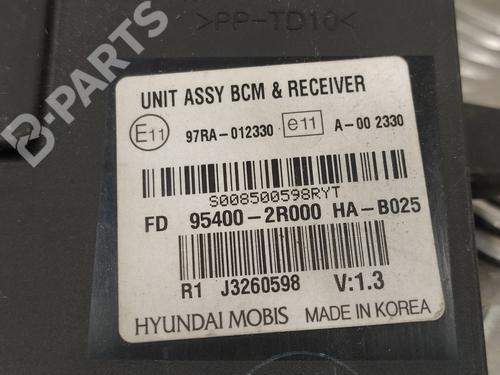 >PP-TD10<
B-PARTS
UNIT ASSY BCM & RECEIVER
E11 97RA-012330 e11 A-00 2330
S008500598RYT
FD 95400-2R000 HA-B025
R1 J3260598 V:1.3
HYUNDAI MOBIS MADE IN KOREA